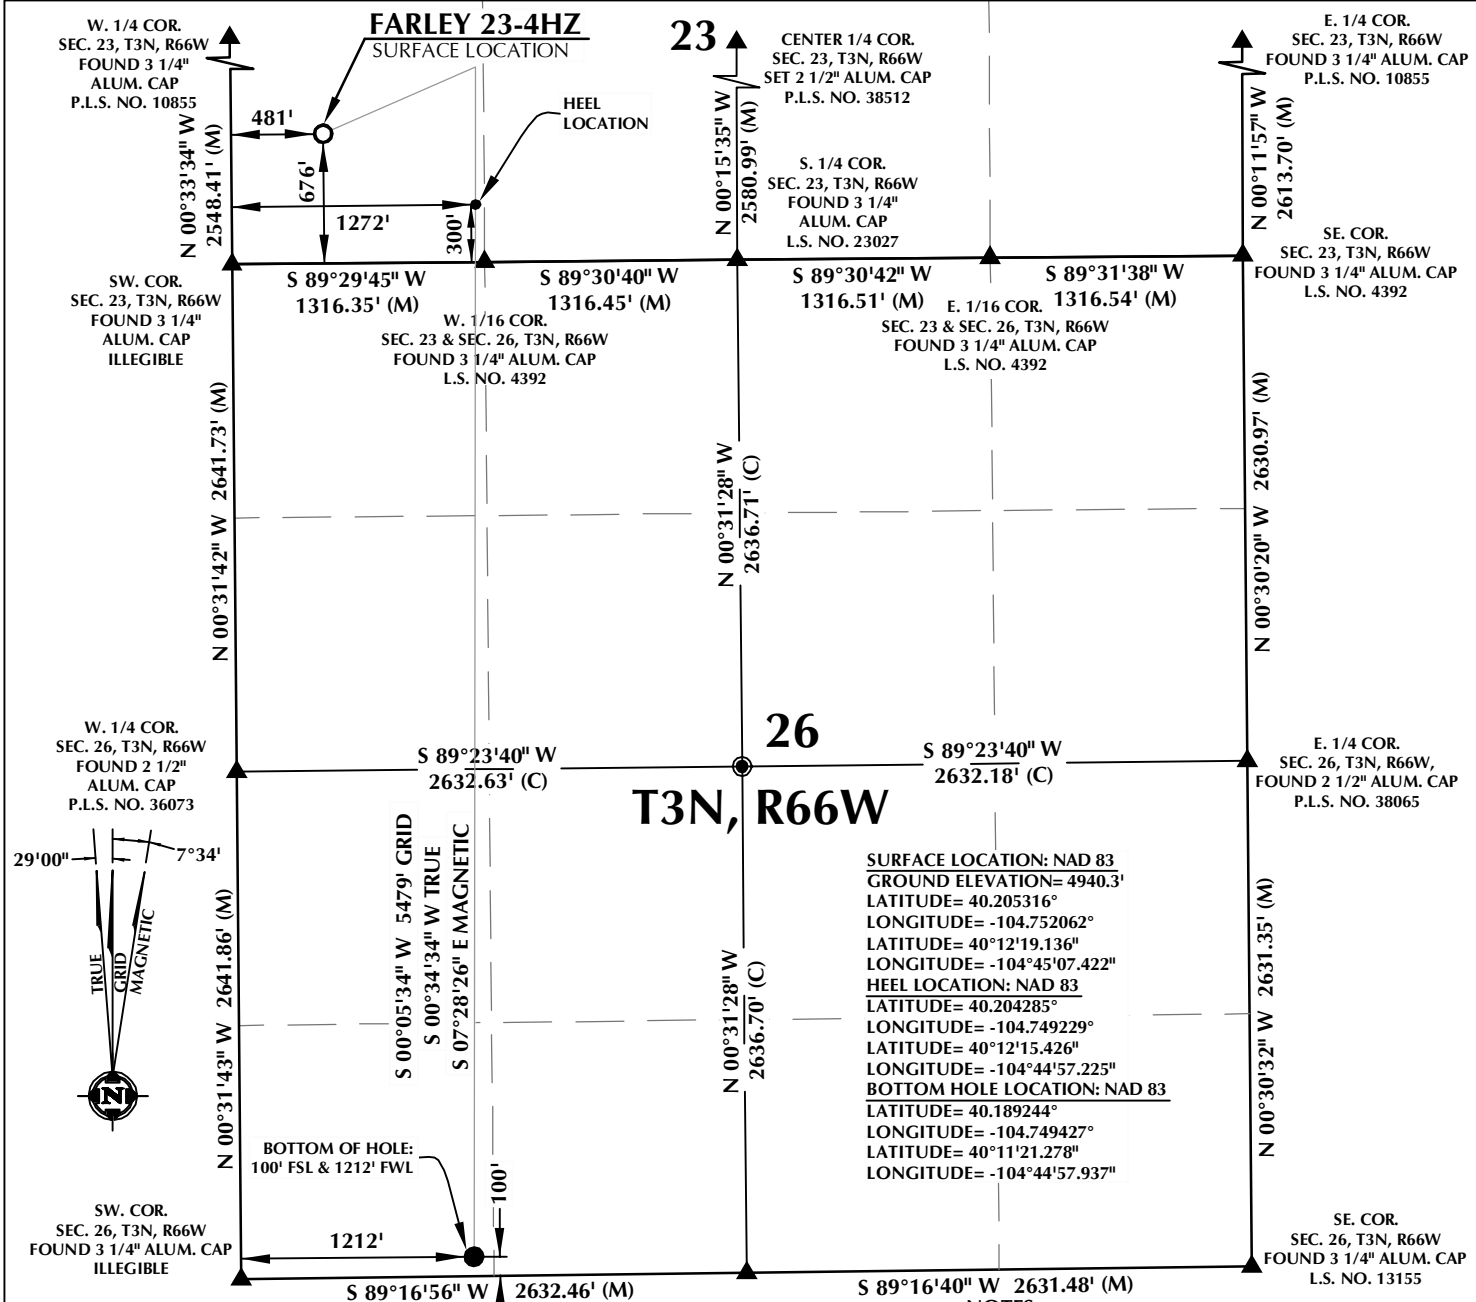 W. 1/4 COR.
SEC. 23, T3N, R66W
FOUND 3 1/4"
ALUM. CAP
P.L.S. NO. 10855
FARLEY 23-4HZ
SURFACE LOCATION
23
CENTER 1/4 COR.
SEC. 23, T3N, R66W
SET 2 1/2" ALUM. CAP
P.L.S. NO. 38512
E. 1/4 COR.
SEC. 23, T3N, R66W
FOUND 3 1/4" ALUM. CAP
P.L.S. NO. 10855
481'
676'
HEEL
LOCATION
1272'
300'
N 00°33'34" W
2548.41' (M)
N 00°15'35" W
2580.99' (M)
N 00°11'57" W
2613.70' (M)
S. 1/4 COR.
SEC. 23, T3N, R66W
FOUND 3 1/4"
ALUM. CAP
L.S. NO. 23027
SE. COR.
SEC. 23, T3N, R66W
FOUND 3 1/4" ALUM. CAP
L.S. NO. 4392
SW. COR.
SEC. 23, T3N, R66W
FOUND 3 1/4"
ALUM. CAP
ILLEGIBLE
S 89°29'45" W
1316.35' (M)
S 89°30'40" W
1316.45' (M)
S 89°30'42" W
1316.51' (M)
S 89°31'38" W
1316.54' (M)
W. 1/16 COR.
SEC. 23 & SEC. 26, T3N, R66W
FOUND 3 1/4" ALUM. CAP
L.S. NO. 4392
E. 1/16 COR.
SEC. 23 & SEC. 26, T3N, R66W
FOUND 3 1/4" ALUM. CAP
L.S. NO. 4392
N 00°31'42" W 2641.73' (M)
N 00°31'28" W
2636.71' (C)
N 00°30'20" W 2630.97' (M)
W. 1/4 COR.
SEC. 26, T3N, R66W
FOUND 2 1/2"
ALUM. CAP
P.L.S. NO. 36073
S 89°23'40" W
2632.63' (C)
26
T3N, R66W
S 89°23'40" W
2632.18' (C)
E. 1/4 COR.
SEC. 26, T3N, R66W,
FOUND 2 1/2" ALUM. CAP
P.L.S. NO. 38065
29'00"
7°34'
TRUE
GRID
MAGNETIC
N
N 00°31'43" W 2641.86' (M)
S 00°05'34" W 5479' GRID
S 00°34'34" W TRUE
S 07°28'26" E MAGNETIC
N 00°31'28" W
2636.70' (C)
SURFACE LOCATION: NAD 83
GROUND ELEVATION= 4940.3'
LATITUDE= 40.205316°
LONGITUDE= -104.752062°
LATITUDE= 40°12'19.136"
LONGITUDE= -104°45'07.422"
HEEL LOCATION: NAD 83
LATITUDE= 40.204285°
LONGITUDE= -104.749229°
LATITUDE= 40°12'15.426"
LONGITUDE= -104°44'57.225"
BOTTOM HOLE LOCATION: NAD 83
LATITUDE= 40.189244°
LONGITUDE= -104.749427°
LATITUDE= 40°11'21.278"
LONGITUDE= -104°44'57.937"
N 00°30'32" W 2631.35' (M)
BOTTOM OF HOLE:
100' FSL & 1212' FWL
100'
1212'
SW. COR.
SEC. 26, T3N, R66W
FOUND 3 1/4" ALUM. CAP
ILLEGIBLE
SE. COR.
SEC. 26, T3N, R66W
FOUND 3 1/4" ALUM. CAP
L.S. NO. 13155
S 89°16'56" W 2632.46' (M)
S 89°16'40" W 2631.48' (M)